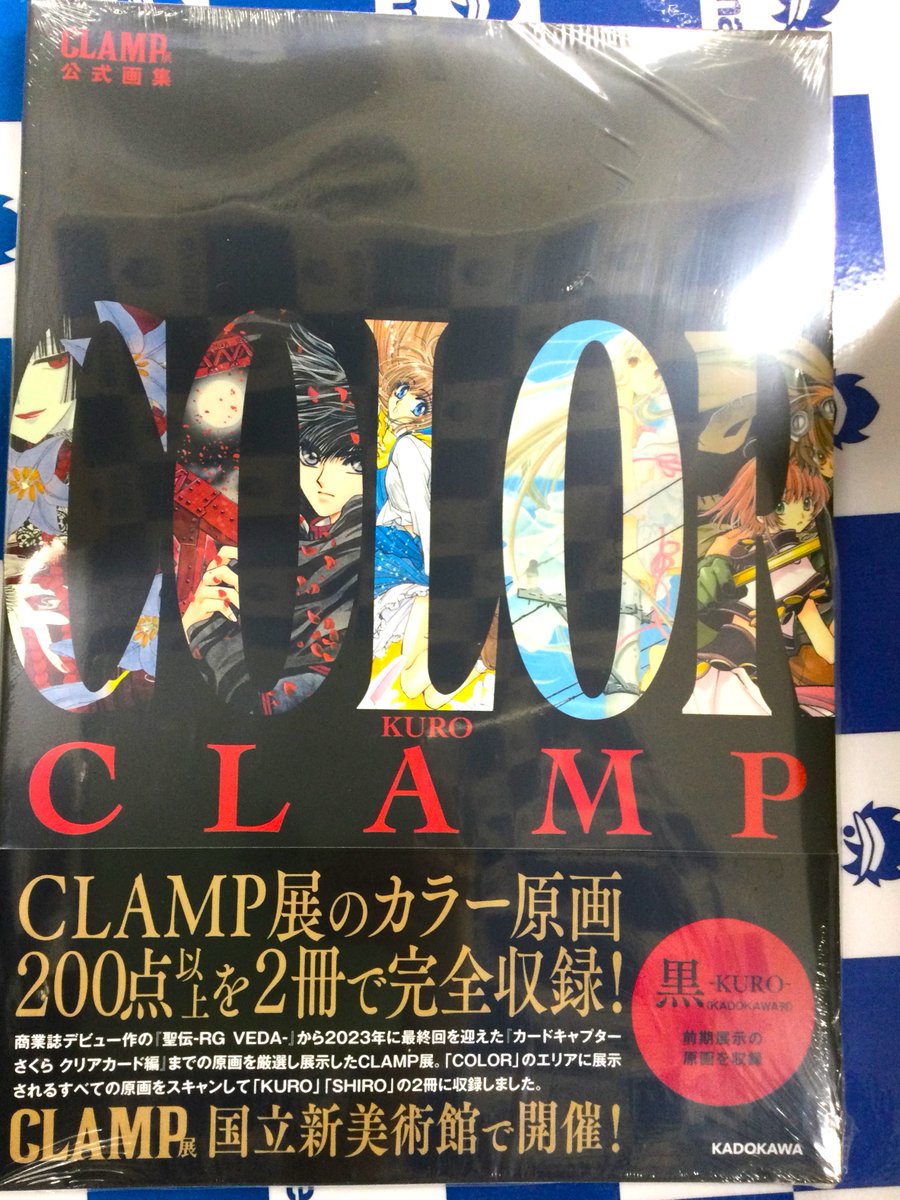 CLAMP展
公式画集
COLOR
KURO
CLAMP
CLAMP展のカラー原画
200点以上を2冊で完全収録!
商業誌デビュー作の『聖伝-RG VEDA-』から2023年に最終回を迎えた『カードキャプター
さくら クリアカード編』までの原画を厳選し展示したCLAMP展。「COLOR」のエリアに展示
されるすべての原画をスキャンして「KURO」「SHIRO」の2冊に収録しました。
CLAMP展 国立新美術館で開催!
黒-KURO-
(KADOKAWA刊)
前期展示の
原画を収録
KADOKAWA